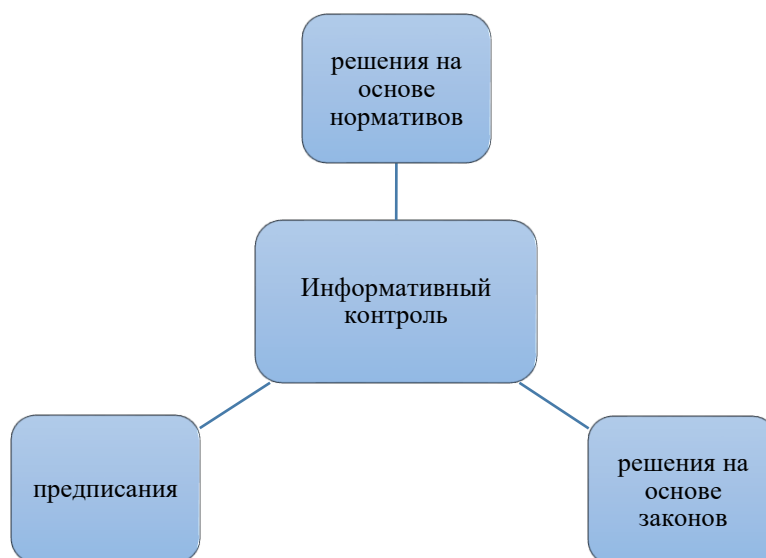 решения на
основе
нормативов
Информативный
контроль
предписания
решения на
основе
законов